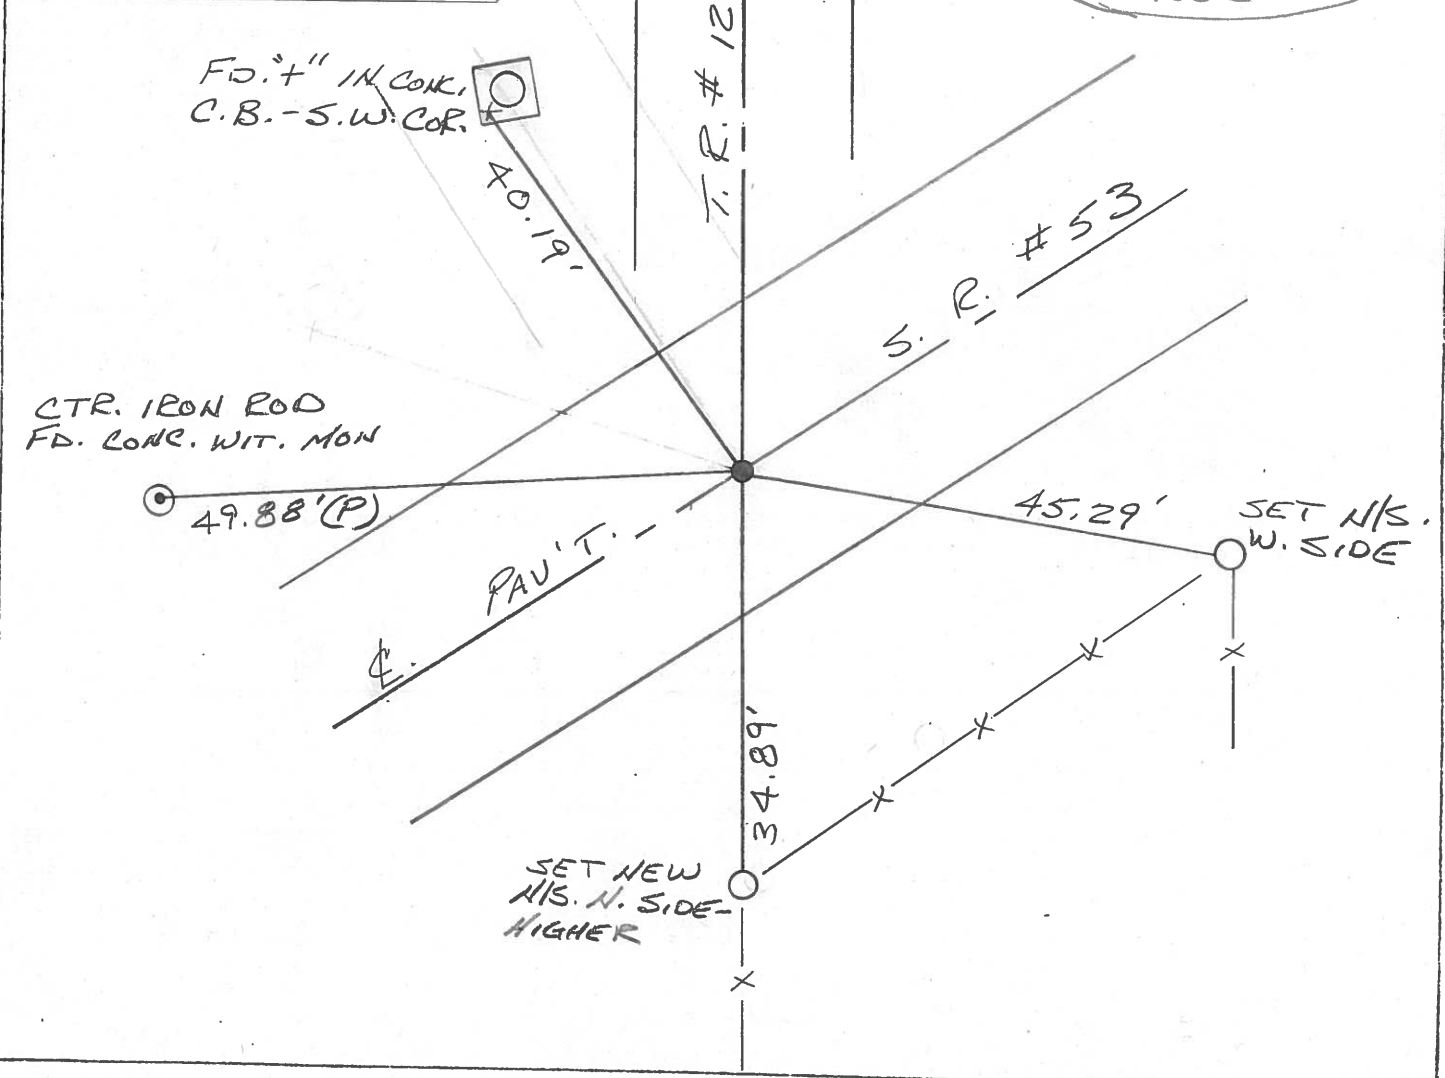 T. R. # 12
FD. "+" IN CONC.
C.B. - S.W. COR.
40.19'
S. R. # 53
CTR. IRON ROD
FD. CONC. WIT. MON
49.88'(P)
45.29'
SET N/S.
W. SIDE
℄. PAV'T.
34.89'
SET NEW
N/S. N. SIDE-
HIGHER